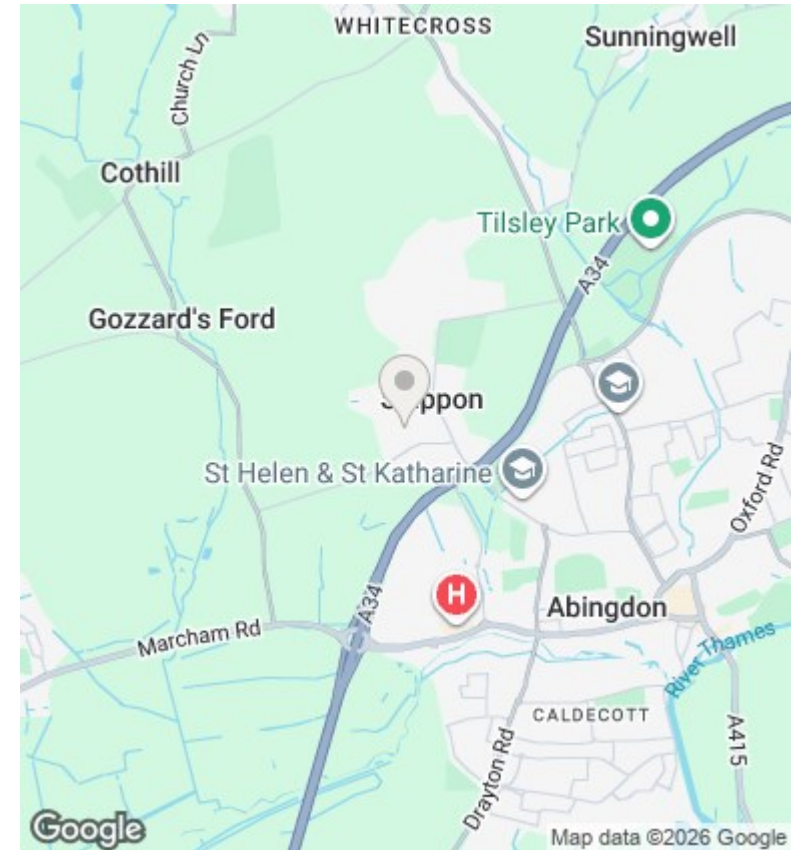 WHITECROSS
Sunningwell
Church Ln
Cothill
Tilsley Park
A34
Gozzard's Ford
St Helen & St Katharine
Oxford Rd
H
A34
Abingdon
Marcham Rd
River Thames
CALDECOTT
A415
Drayton Rd
Google
Map data ©2026 Google